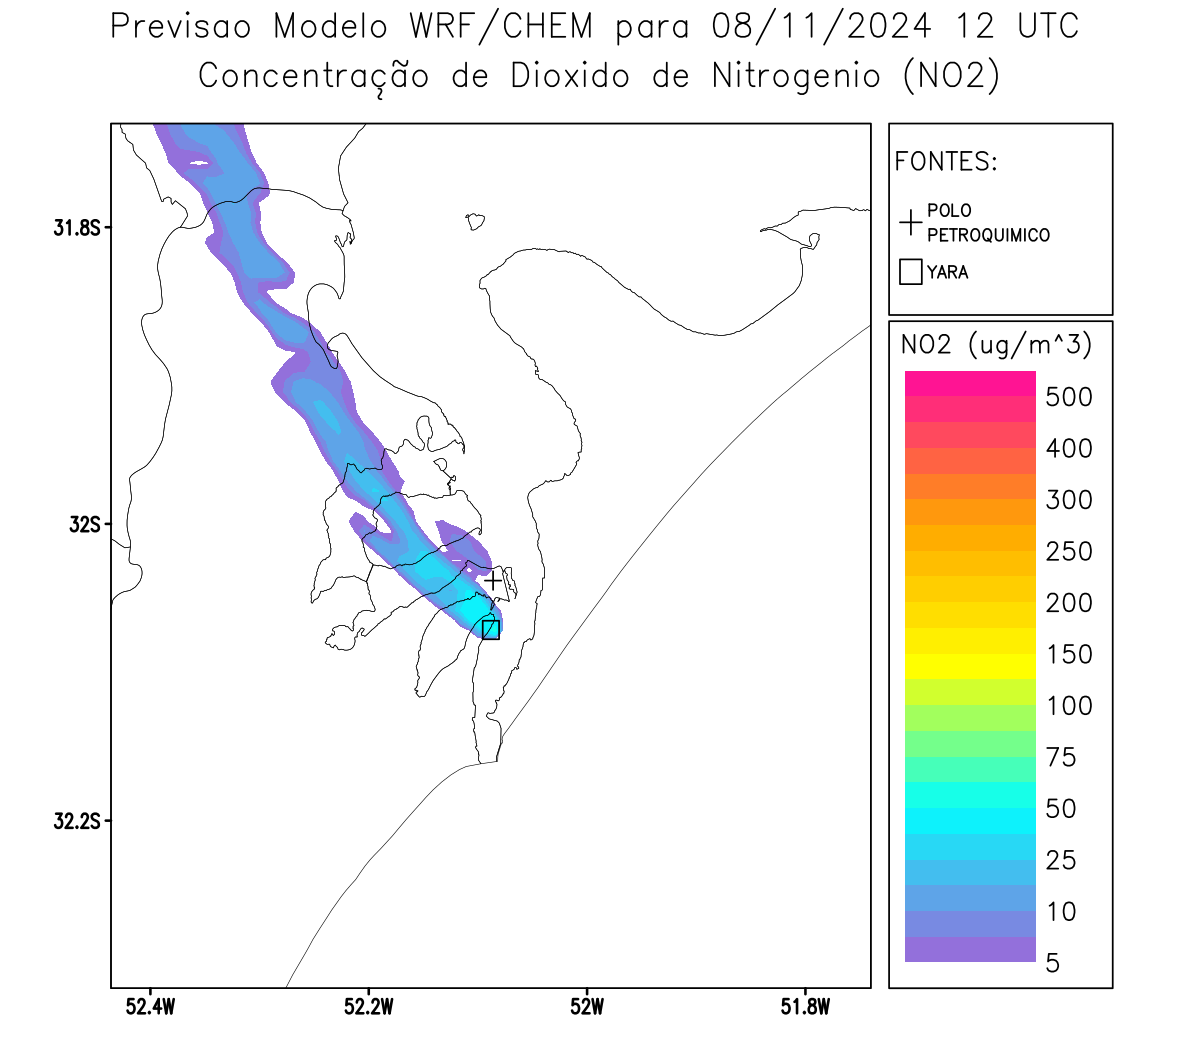 Previsao Modelo WRF/CHEM para 08/11/2024 12 UTC
Concentração de Dioxido de Nitrogenio (NO2)
FONTES:
POLO
PETROQUIMICO
YARA
NO2 (ug/m^3)
500
400
300
250
200
150
100
75
50
25
10
5
31.8S
32S
32.2S
52.4W
52.2W
52W
51.8W